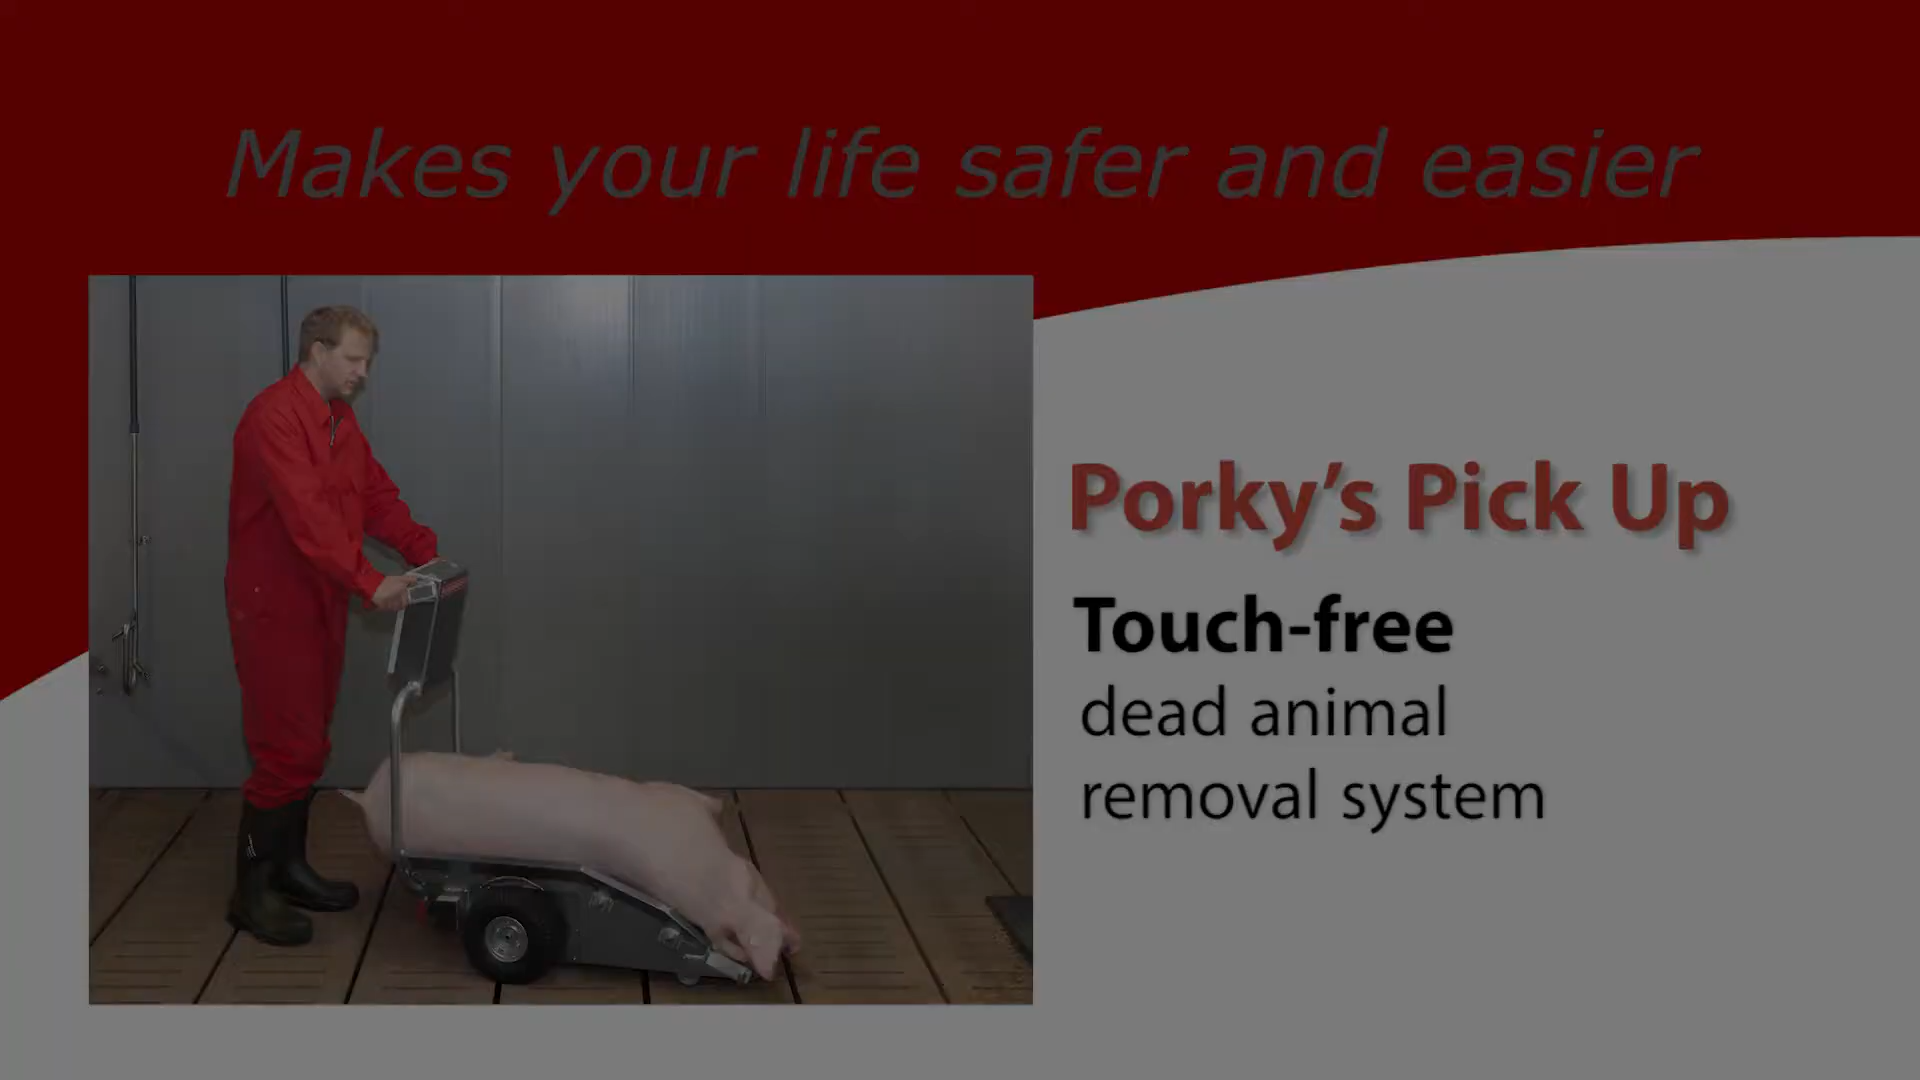 Makes your life safer and easier
Porky’s Pick Up
Touch-free
dead animal
removal system